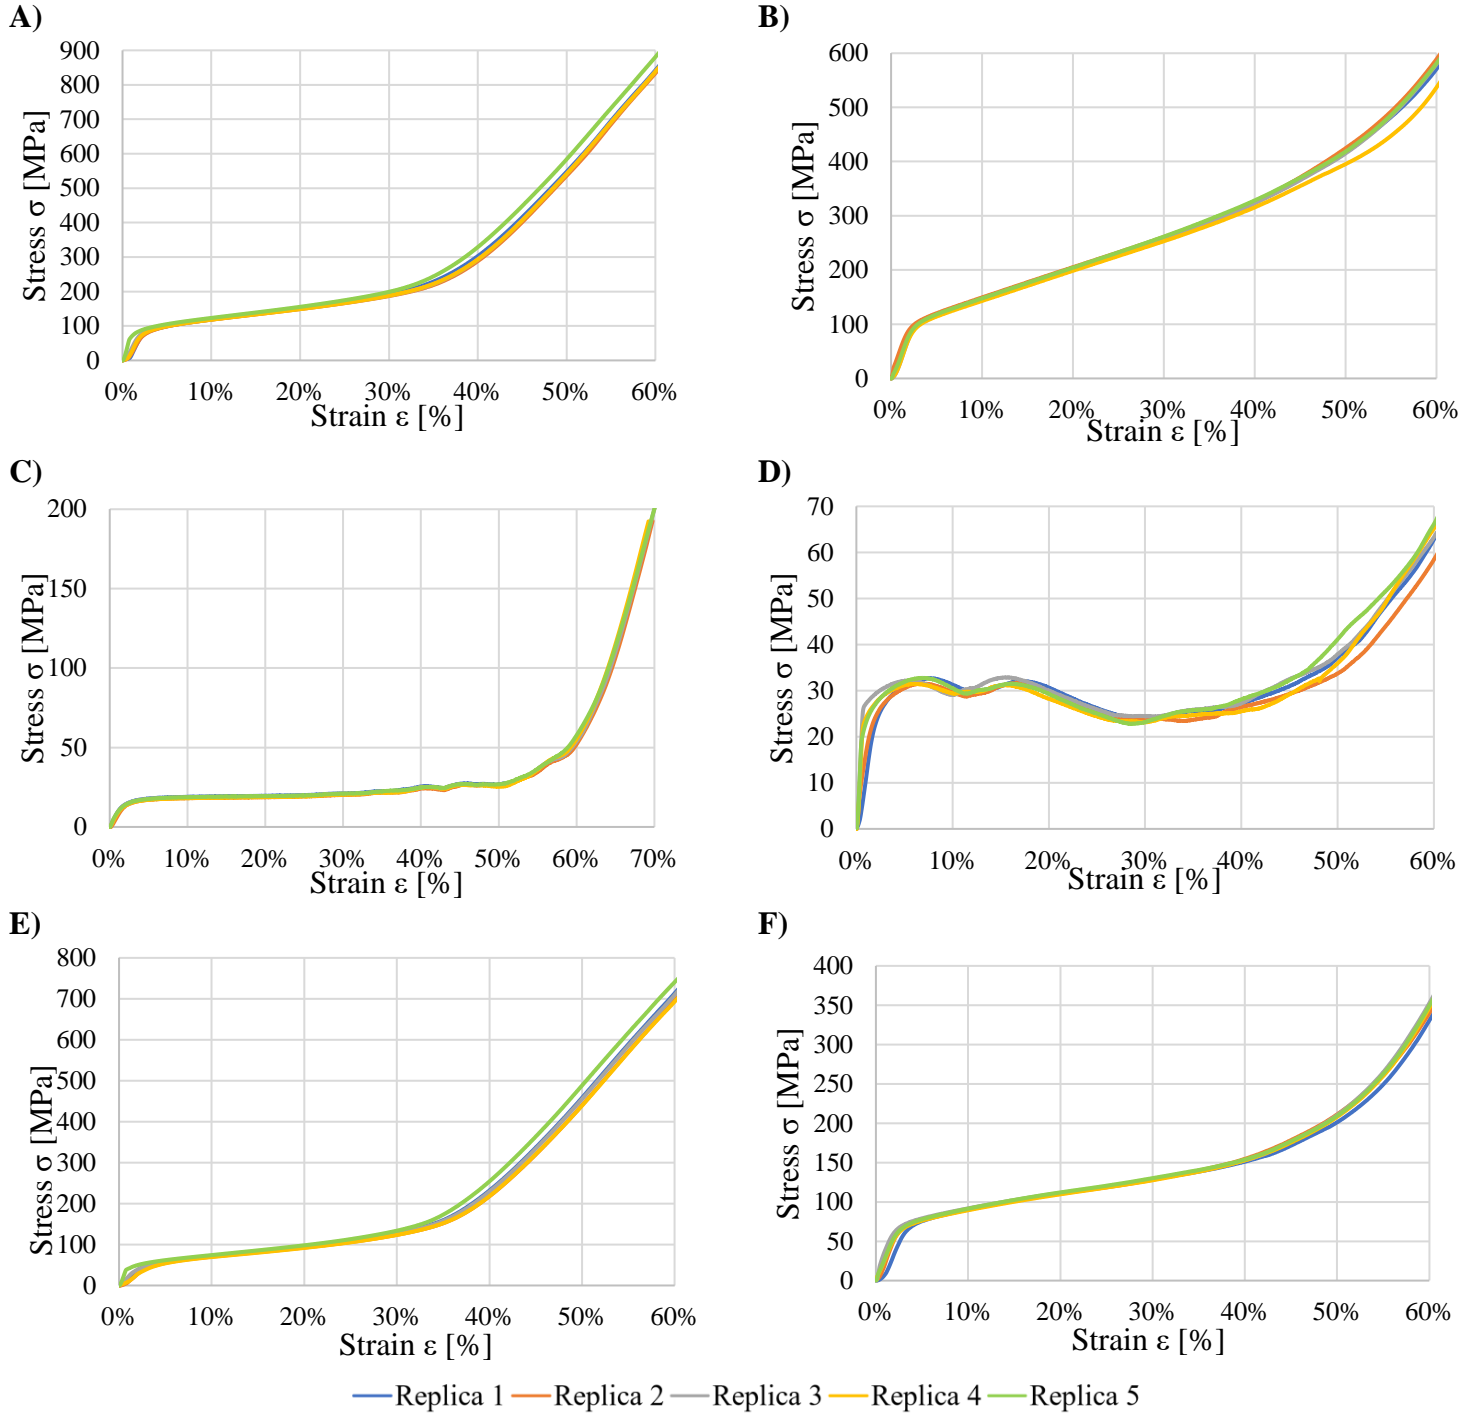 A)
900
800
700
600
500
400
300
200
100
0
Stress σ [MPa]
0% 10% 20% 30% 40% 50% 60%
Strain ε [%]
B)
600
500
400
300
200
100
0
Stress σ [MPa]
0% 10% 20% 30% 40% 50% 60%
Strain ε [%]
C)
200
150
100
50
0
Stress σ [MPa]
0% 10% 20% 30% 40% 50% 60% 70%
Strain ε [%]
D)
70
60
50
40
30
20
10
0
Stress σ [MPa]
0% 10% 20% 30% 40% 50% 60%
Strain ε [%]
E)
800
700
600
500
400
300
200
100
0
Stress σ [MPa]
0% 10% 20% 30% 40% 50% 60%
Strain ε [%]
F)
400
350
300
250
200
150
100
50
0
Stress σ [MPa]
0% 10% 20% 30% 40% 50% 60%
Strain ε [%]
Replica 1 Replica 2 Replica 3 Replica 4 Replica 5